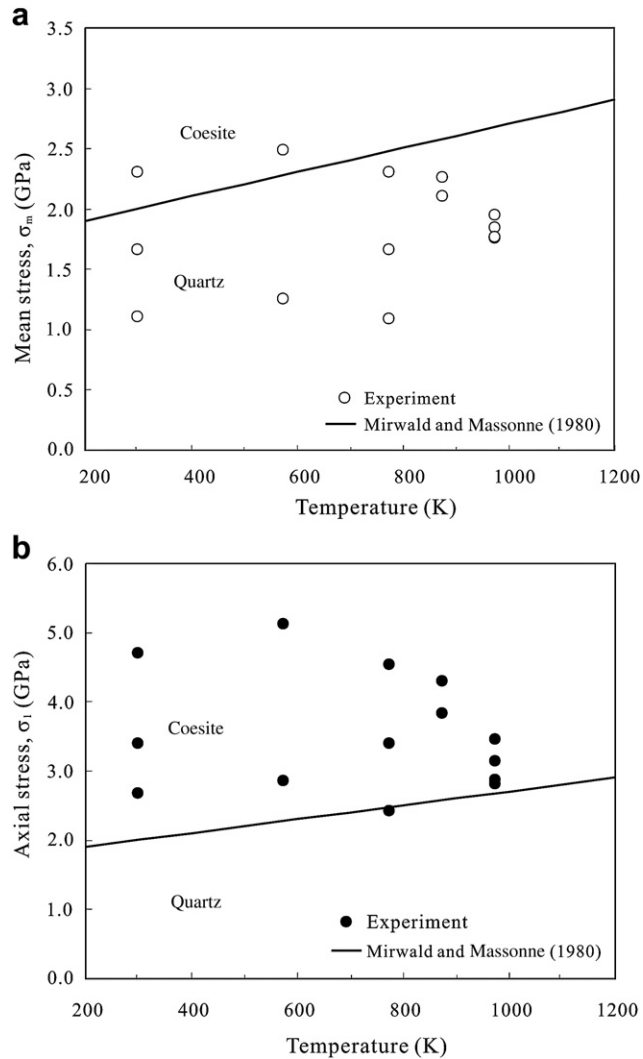 a
3.5
3.0
2.5
2.0
1.5
1.0
0.5
0.0
Mean stress, σm (GPa)
Coesite
Quartz
Experiment
Mirwald and Massonne (1980)
200 400 600 800 1000 1200
Temperature (K)
b
6.0
5.0
4.0
3.0
2.0
1.0
0.0
Axial stress, σ1 (GPa)
Coesite
Quartz
Experiment
Mirwald and Massonne (1980)
200 400 600 800 1000 1200
Temperature (K)